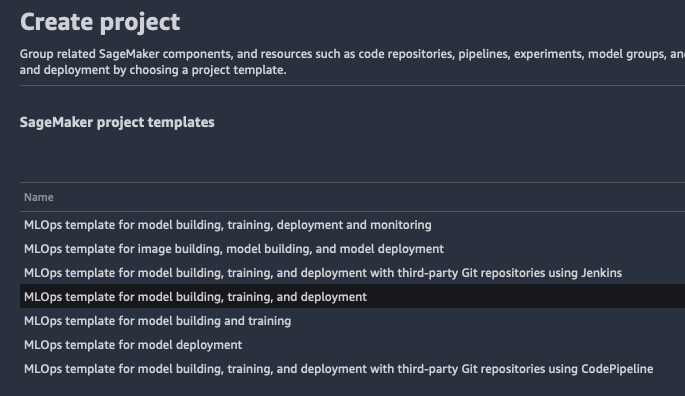 Create project
Group related SageMaker components, and resources such as code repositories, pipelines, experiments, model groups,
and deployment by choosing a project template.
SageMaker project templates
Name
MLOps template for model building, training, deployment and monitoring
MLOps template for image building, model building, and model deployment
MLOps template for model building, training, and deployment with third-party Git repositories using Jenkins
MLOps template for model building, training, and deployment
MLOps template for model building and training
MLOps template for model deployment
MLOps template for model building, training, and deployment with third-party Git repositories using CodePipeline